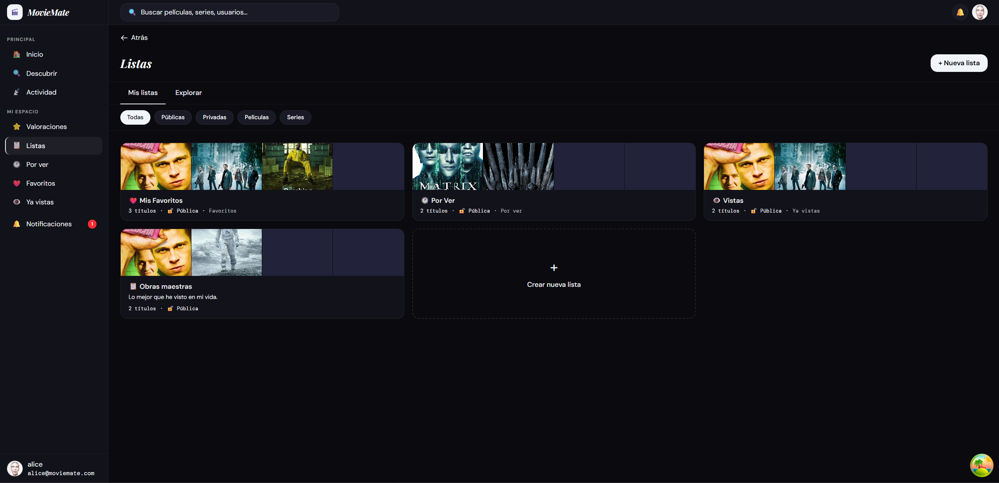 MovieMate
Buscar películas, series, usuarios...
PRINCIPAL
Inicio
Descubrir
Actividad
MI ESPACIO
Valoraciones
Listas
Por ver
Favoritos
Ya vistas
Notificaciones 1
alice
alice@moviemate.com
← Atrás
Listas
+ Nueva lista
Mis listas Explorar
Todas Públicas Privadas Películas Series
MATRIX
Mis Favoritos
3 títulos · Pública · Favoritos
Por Ver
2 títulos · Pública · Por ver
Vistas
2 títulos · Pública · Ya vistas
Obras maestras
Lo mejor que he visto en mi vida.
2 títulos · Pública
+
Crear nueva lista